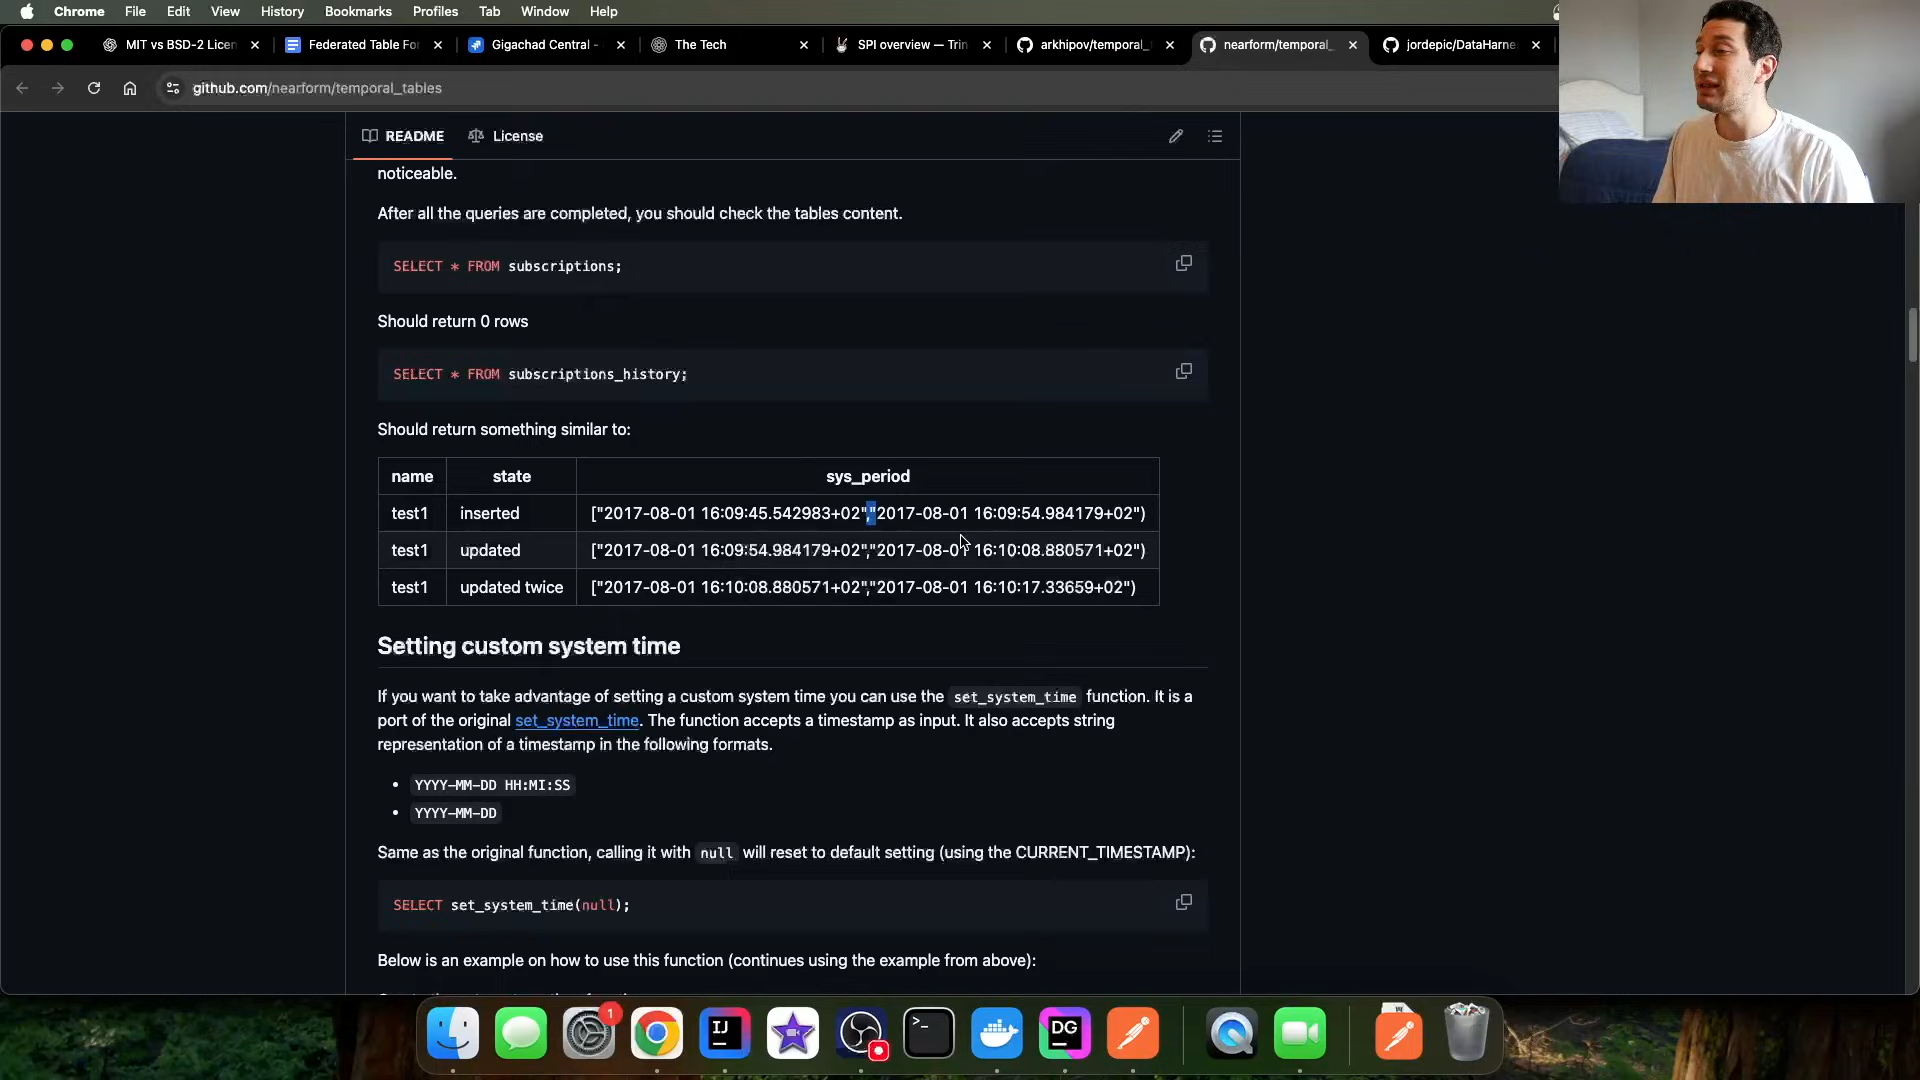 Chrome File Edit View History Bookmarks Profiles Tab Window Help
MIT vs BSD-2 Licen
Federated Table Fo
Gigachad Central -
The Tech
SPI overview — Trin
arkhipov/temporal_
nearform/temporal_
jordepic/DataHarne
github.com/nearform/temporal_tables
README License
noticeable.
After all the queries are completed, you should check the tables content.
SELECT * FROM subscriptions;
Should return 0 rows
SELECT * FROM subscriptions_history;
Should return something similar to:
name state sys_period
test1 inserted ["2017-08-01 16:09:45.542983+02","2017-08-01 16:09:54.984179+02")
test1 updated ["2017-08-01 16:09:54.984179+02","2017-08-01 16:10:08.880571+02")
test1 updated twice ["2017-08-01 16:10:08.880571+02","2017-08-01 16:10:17.33659+02")
Setting custom system time
If you want to take advantage of setting a custom system time you can use the set_system_time function. It is a
port of the original set_system_time. The function accepts a timestamp as input. It also accepts string
representation of a timestamp in the following formats.
• YYYY-MM-DD HH:MI:SS
• YYYY-MM-DD
Same as the original function, calling it with null will reset to default setting (using the CURRENT_TIMESTAMP):
SELECT set_system_time(null);
Below is an example on how to use this function (continues using the example from above):
1
IJ
>_
DG
W